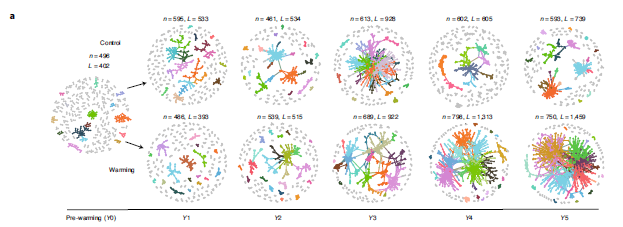 a
Control
n = 496
L = 402
n = 595, L = 533
n = 461, L = 534
n = 613, L = 928
n = 602, L = 605
n = 593, L = 739
Warming
n = 486, L = 393
n = 539, L = 515
n = 689, L = 922
n = 798, L = 1,313
n = 750, L = 1,459
Pre-warming (Y0)
Y1
Y2
Y3
Y4
Y5